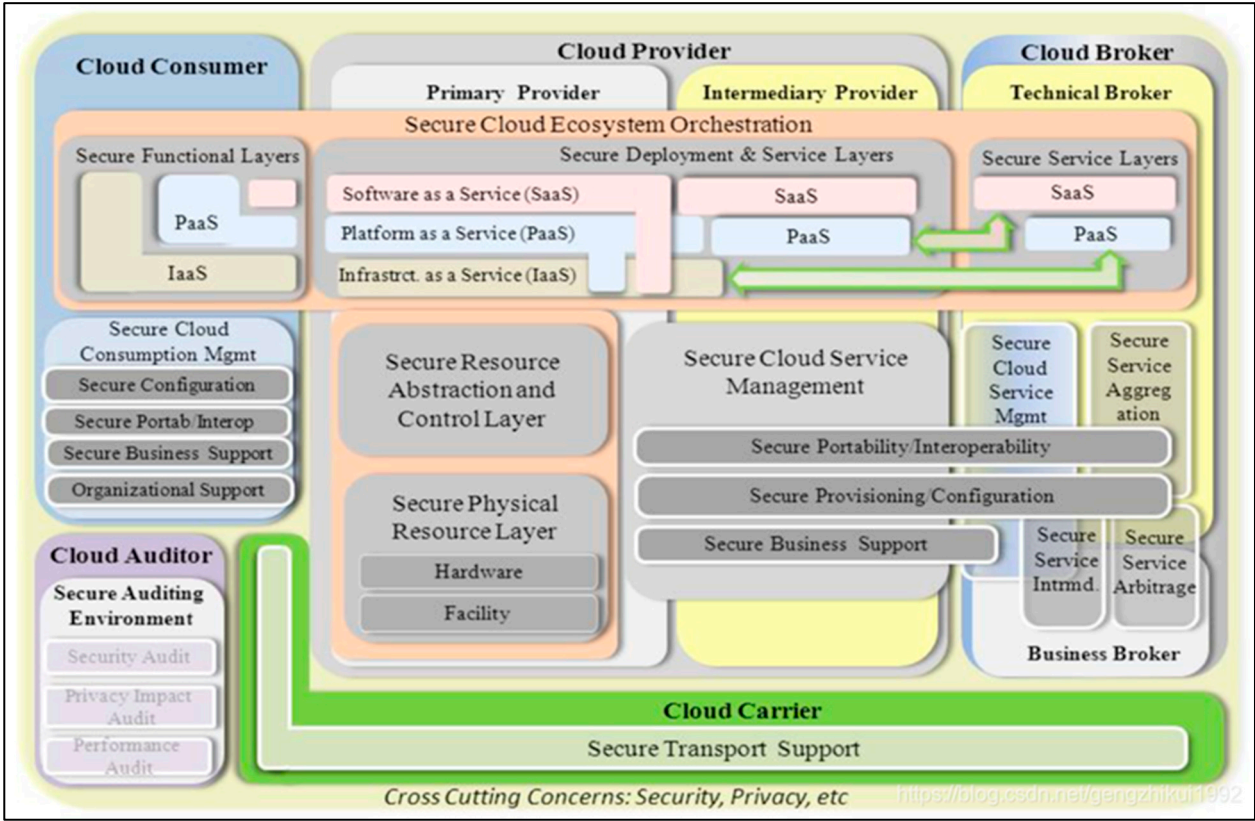 Cloud Consumer
Cloud Provider
Cloud Broker
Primary Provider
Intermediary Provider
Technical Broker
Secure Cloud Ecosystem Orchestration
Secure Functional Layers
PaaS
IaaS
Secure Deployment & Service Layers
Software as a Service (SaaS)
Platform as a Service (PaaS)
Infrastrct. as a Service (IaaS)
SaaS
PaaS
Secure Service Layers
SaaS
PaaS
Secure Cloud
Consumption Mgmt
Secure Configuration
Secure Portab/Interop
Secure Business Support
Organizational Support
Secure Resource
Abstraction and
Control Layer
Secure Physical
Resource Layer
Hardware
Facility
Secure Cloud Service
Management
Secure Portability/Interoperability
Secure Provisioning/Configuration
Secure Business Support
Secure
Cloud
Service
Mgmt
Secure
Service
Aggreg
ation
Secure
Service
Intrmd.
Secure
Service
Arbitrage
Business Broker
Cloud Auditor
Secure Auditing
Environment
Security Audit
Privacy Impact
Audit
Performance
Audit
Cloud Carrier
Secure Transport Support
Cross Cutting Concerns: Security, Privacy, etc
https://blog.csdn.net/gengzhikui1992